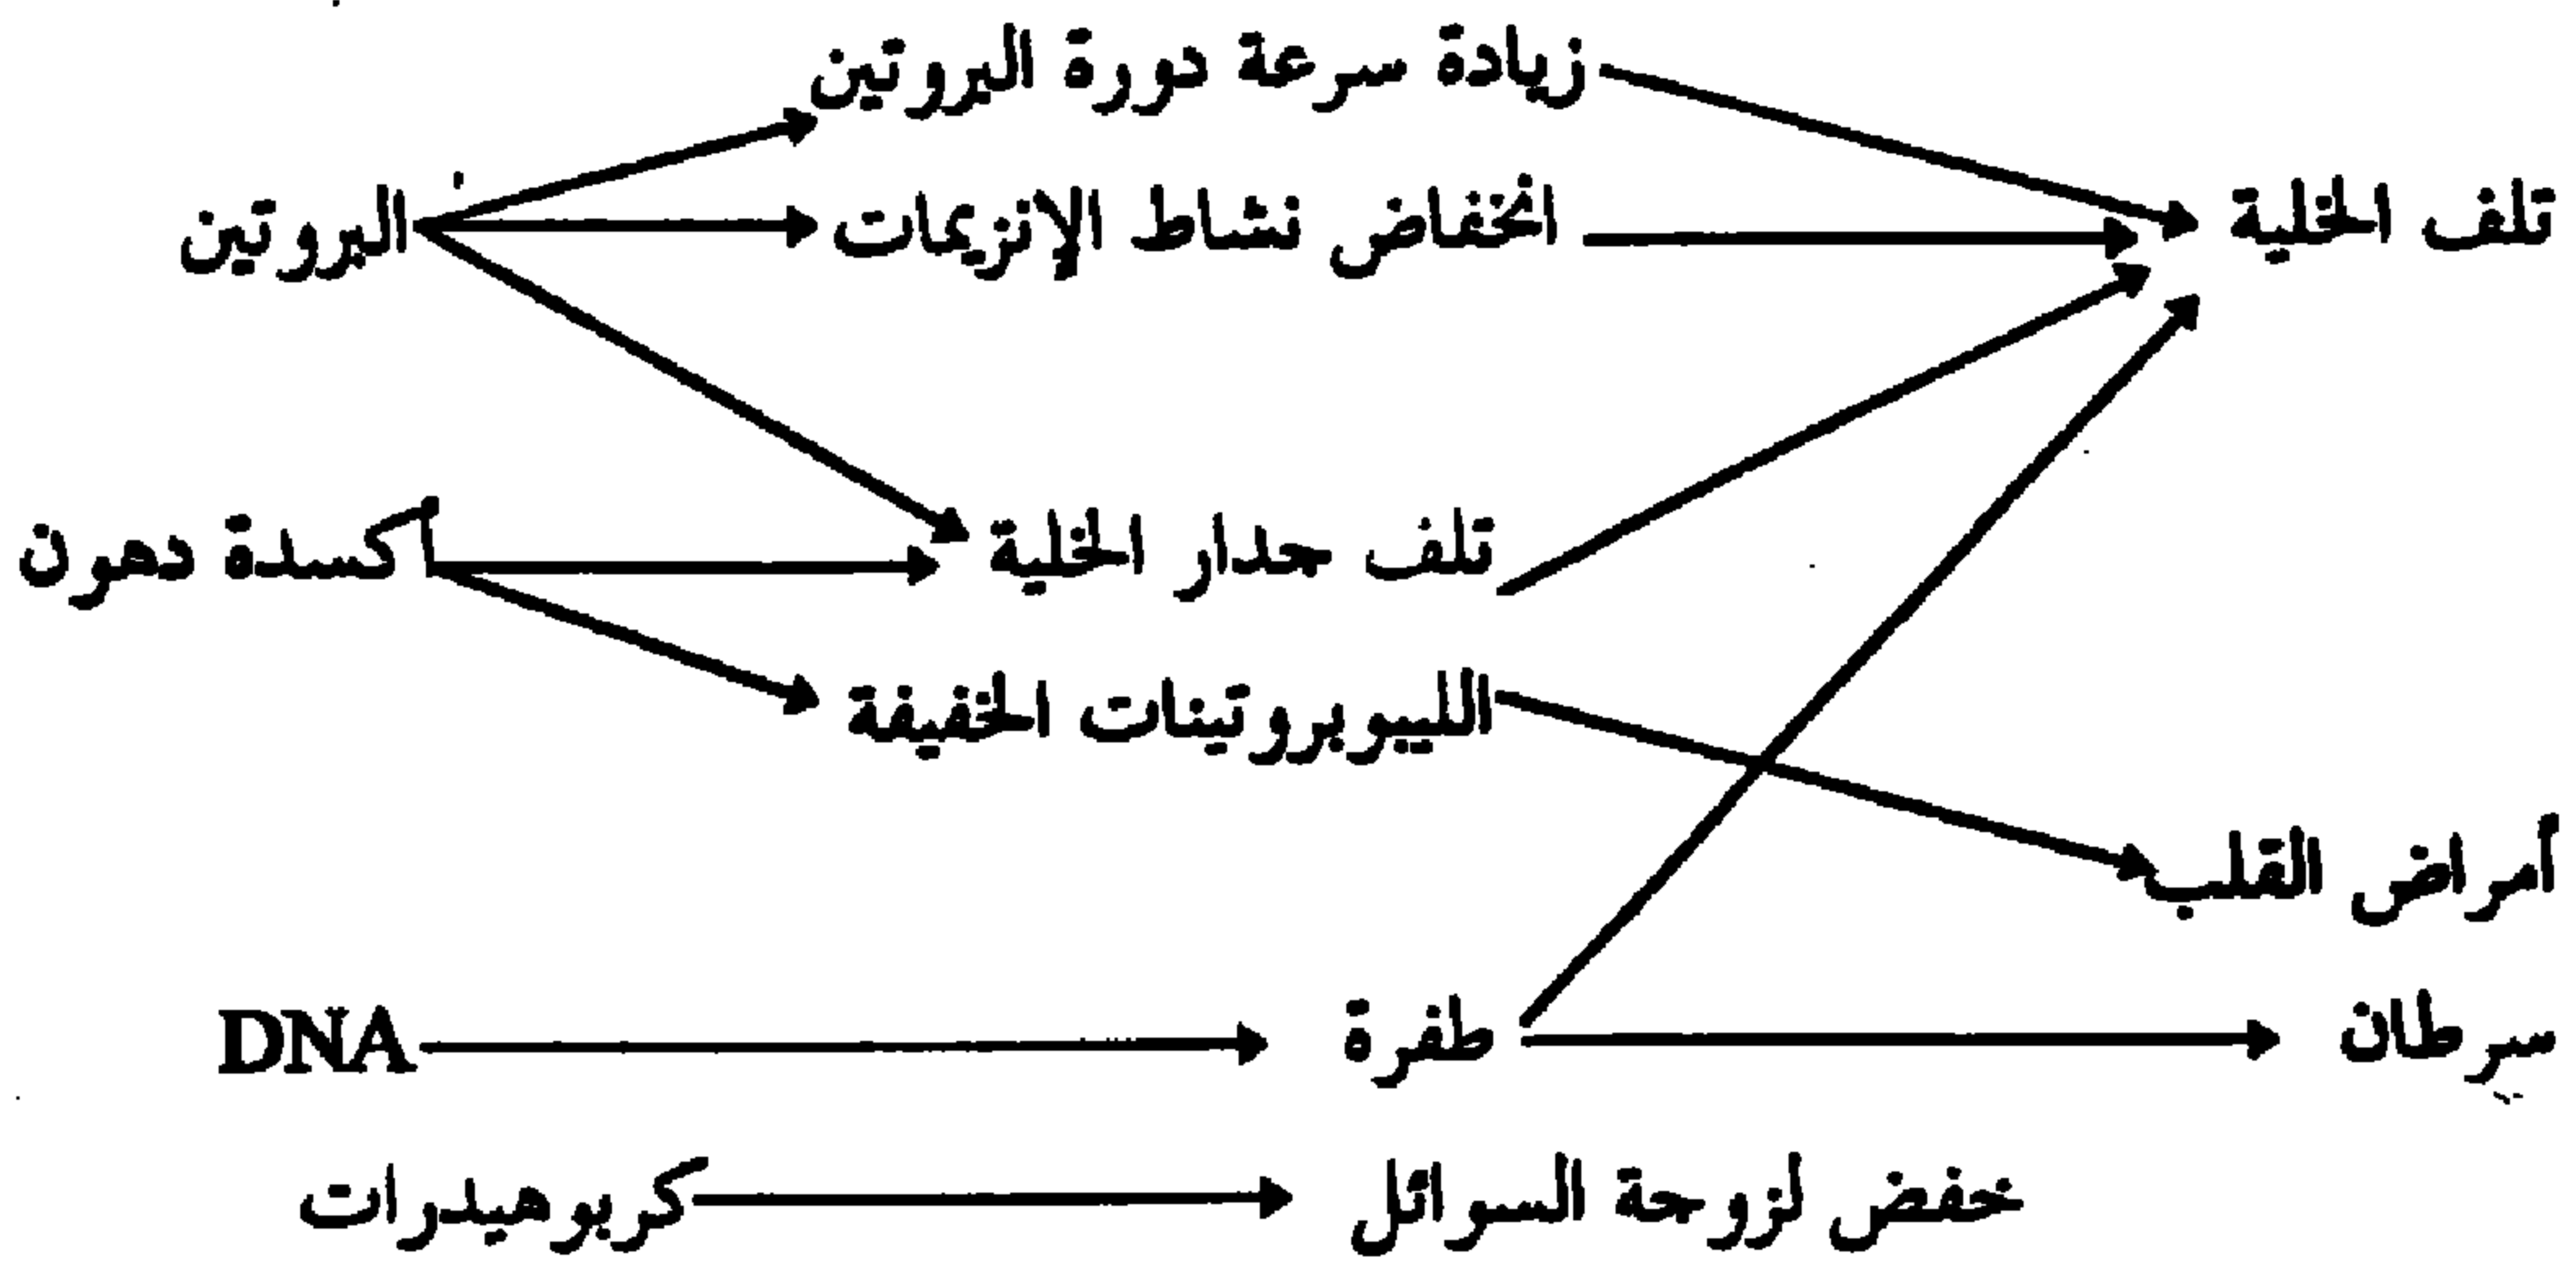 زيادة سرعة دورة البروتين
تلف الخلية انخفاض نشاط الإنزيمات البروتين
تلف جدار الخلية أكسدة دهون
الليبوبروتينات الخفيفة
أمراض القلب
سرطان طفرة DNA
خفض لزوجة السوائل كربوهيدرات